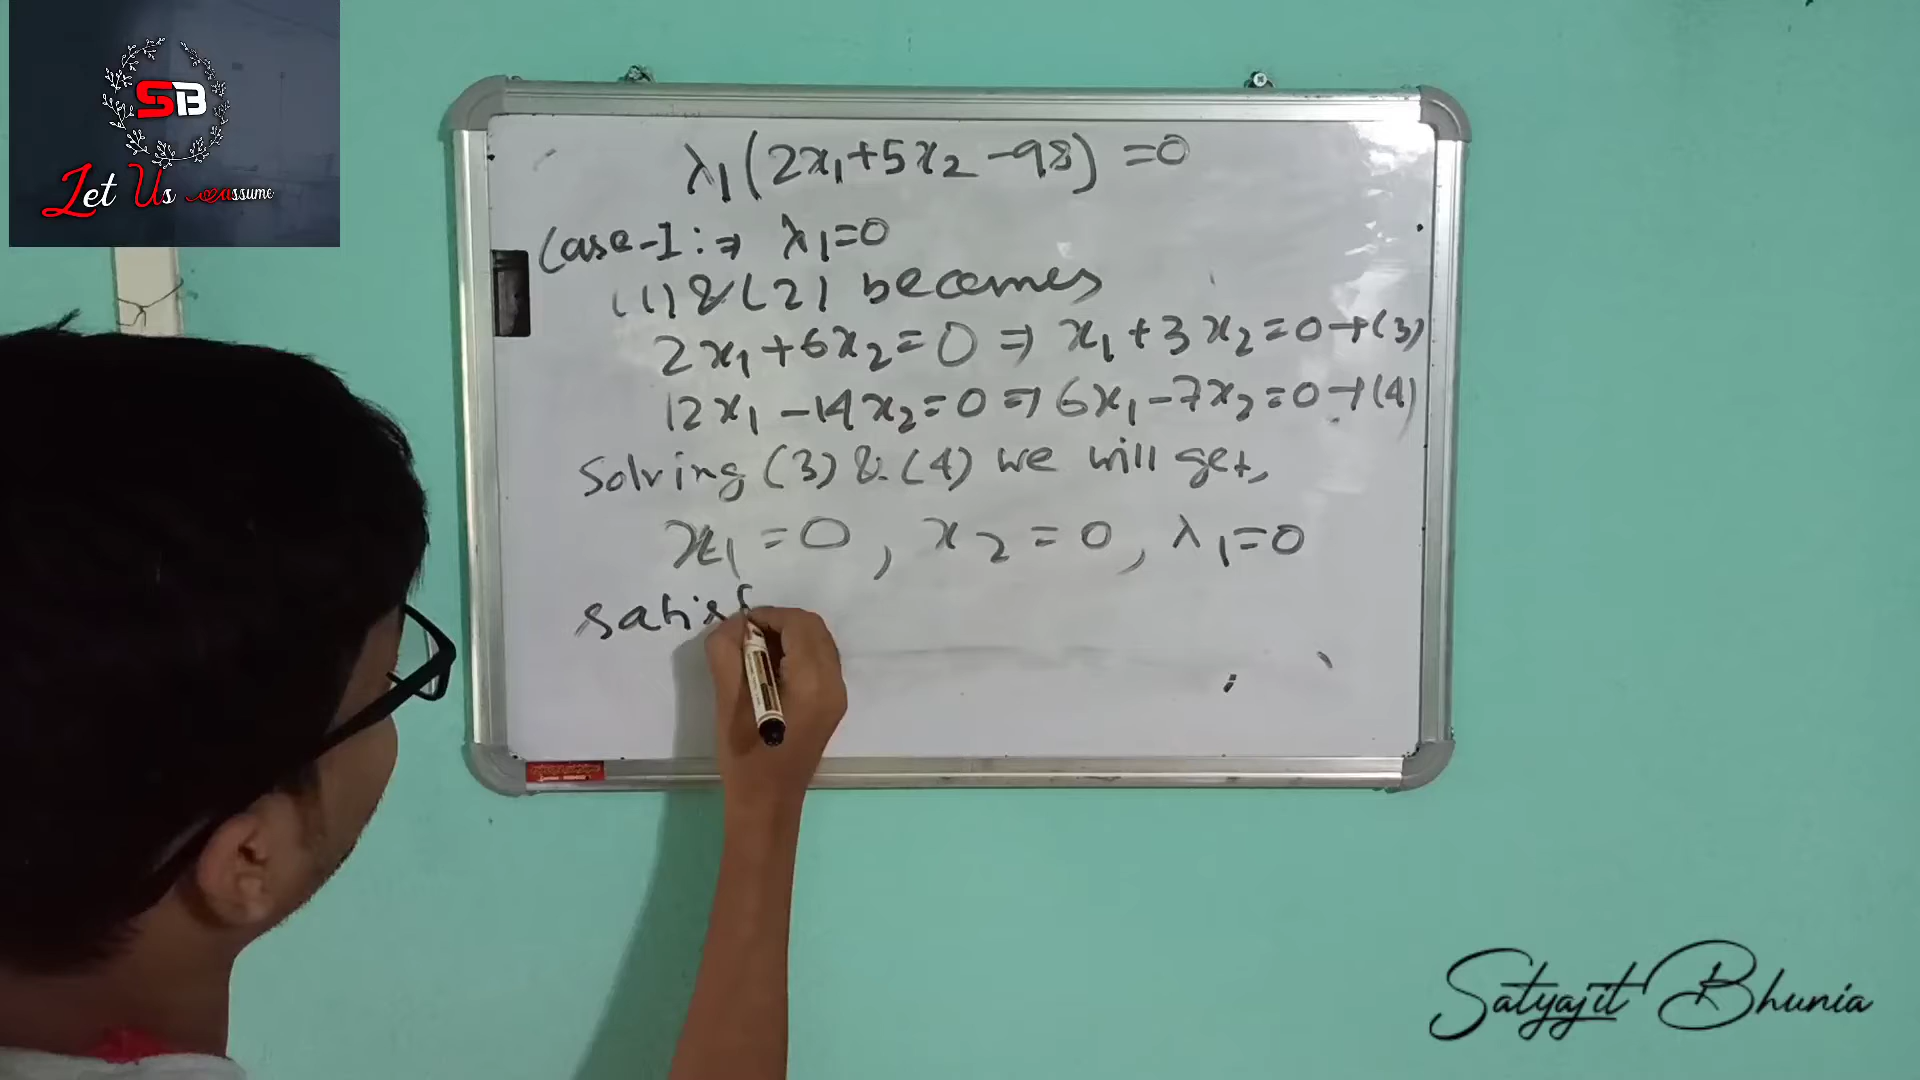 SB
Let Us assume
λ₁(2x₁+5x₂-98)=0
Case-I:⇒ λ₁=0
(1)&(2) becomes
2x₁+6x₂=0⇒x₁+3x₂=0→(3)
12x₁-14x₂=0⇒6x₁-7x₂=0→(4)
Solving (3)&(4) we will get,
x₁=0, x₂=0, λ₁=0
satisf
Satyajit Bhunia